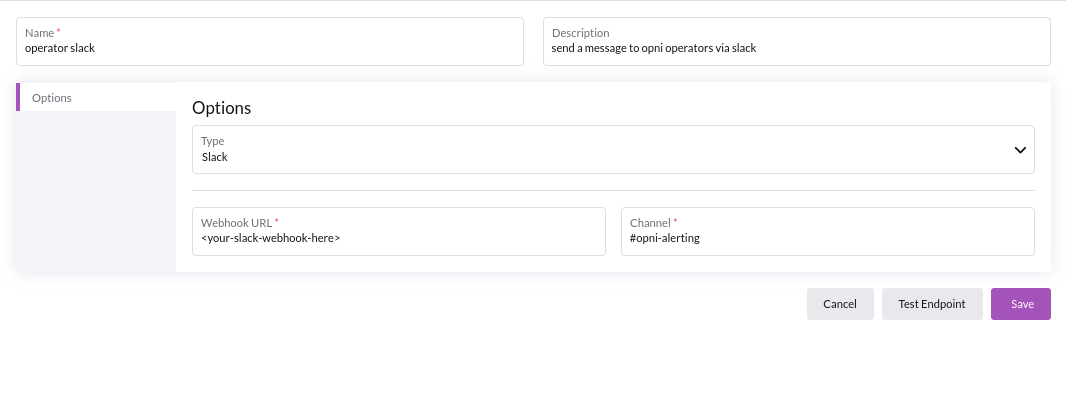 Name *
operator slack
Description
send a message to opni operators via slack
Options
Options
Type
Slack
Webhook URL *
<your-slack-webhook-here>
Channel *
#opni-alerting
Cancel
Test Endpoint
Save